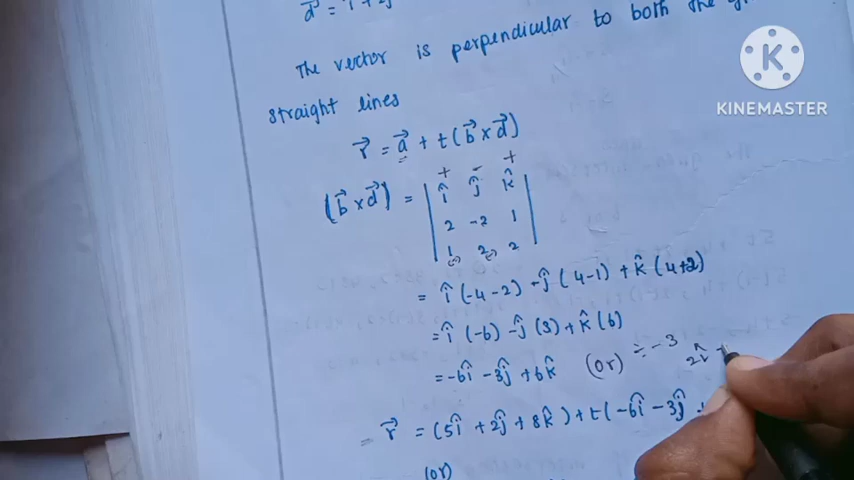 d⃗ = î + 2ĵ
The vector is perpendicular to both the
straight lines
r⃗ = a⃗ + t(b⃗ × d⃗)
+ - +
(b⃗ × d⃗) = | î ĵ k̂ |
2 -2 1
1 2 2
= î(-4-2) -ĵ(4-1) + k̂(4+2)
= î(-6) -ĵ(3) + k̂(6)
= -6î - 3ĵ + 6k̂ (or) ÷ -3 2î
r⃗ = (5î + 2ĵ + 8k̂) + t(-6î - 3ĵ
(or)
K
KINEMASTER